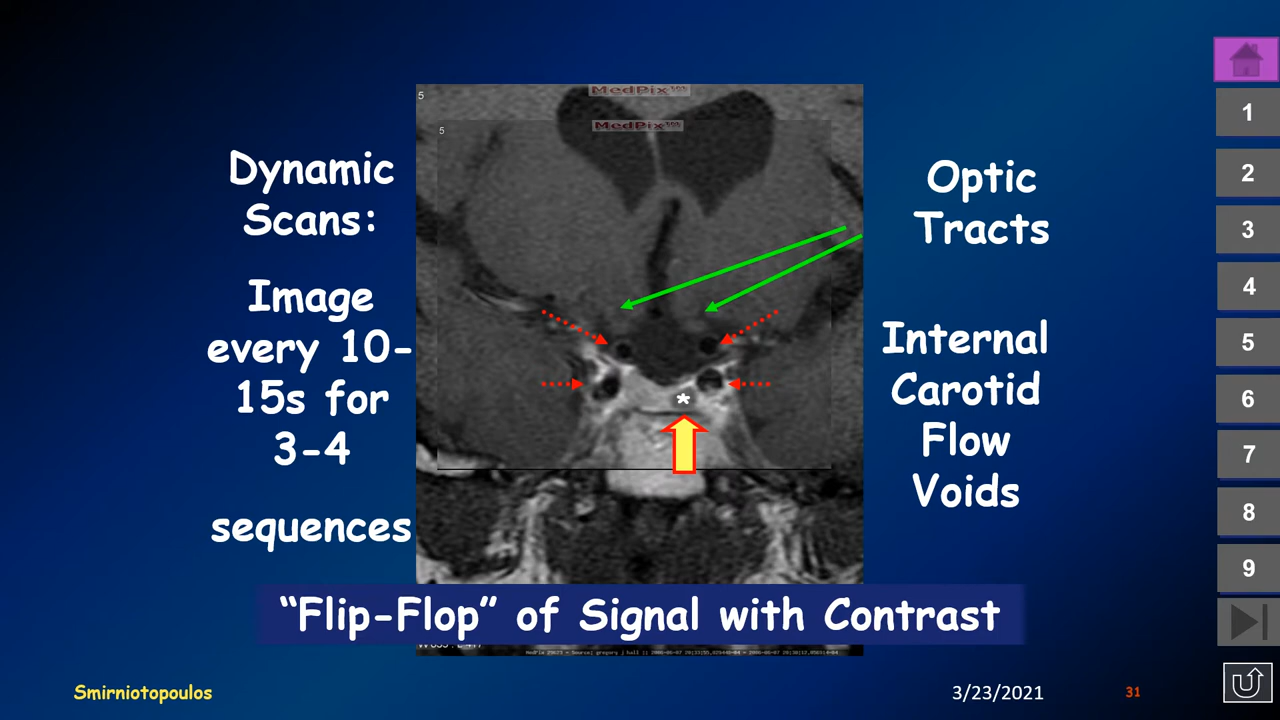 MedPix™
5
MedPix™
5
Dynamic
Scans:
Image
every 10-
15s for
3-4
sequences
Optic
Tracts
Internal
Carotid
Flow
Voids
*
“Flip-Flop” of Signal with Contrast
Smirniotopoulos
3/23/2021
31
1
2
3
4
5
6
7
8
9